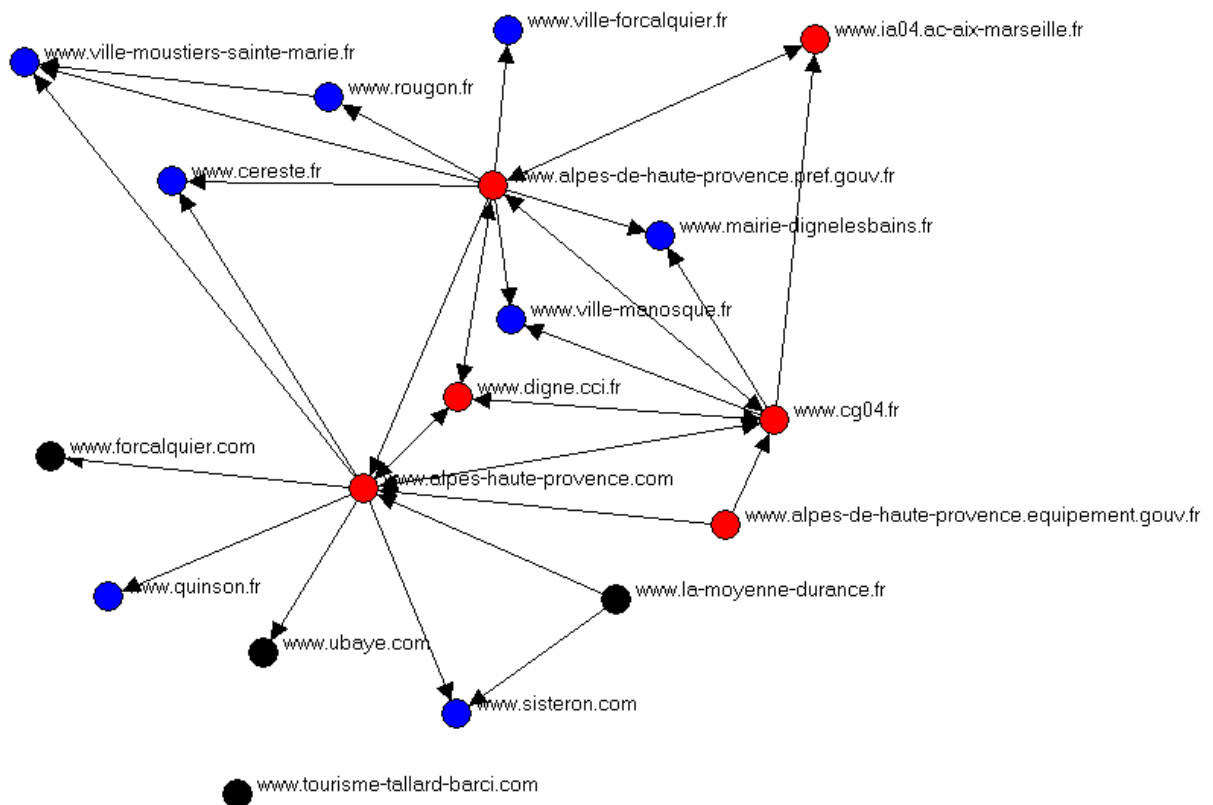 www.ville-forcalquier.fr
www.ia04.ac-aix-marseille.fr
www.ville-moustiers-sainte-marie.fr
www.rougon.fr
www.cereste.fr
www.alpes-de-haute-provence.pref.gouv.fr
www.mairie-dignelesbains.fr
www.ville-manosque.fr
www.digne.cci.fr
www.cg04.fr
www.forcalquier.com
www.alpes-haute-provence.com
www.alpes-de-haute-provence.equipement.gouv.fr
www.quinson.fr
www.la-moyenne-durance.fr
www.ubaye.com
www.sisteron.com
www.tourisme-tallard-barci.com